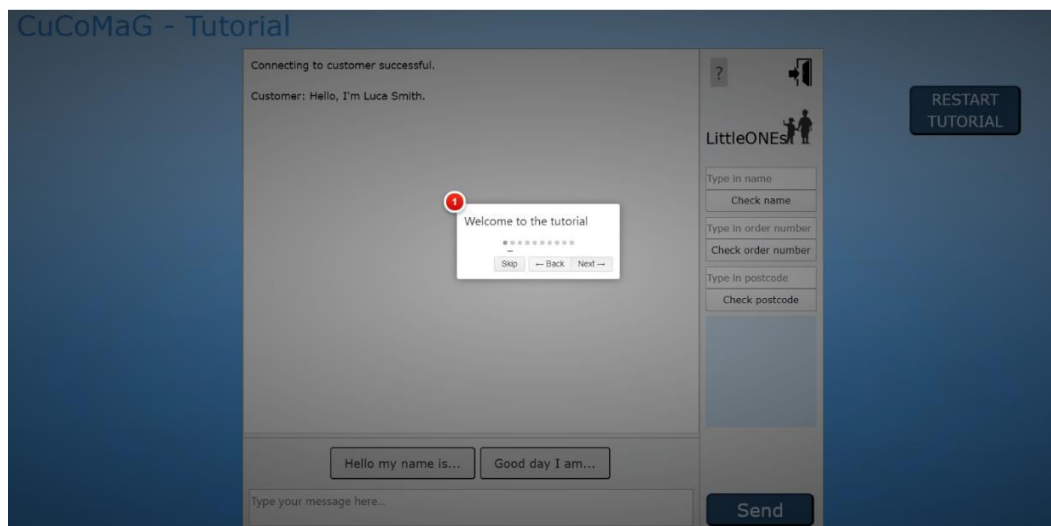 CuCoMaG - Tutorial
Connecting to customer successful.
Customer: Hello, I'm Luca Smith.
?
LittleONEs
RESTART
TUTORIAL
Type in name
Check name
1
Welcome to the tutorial
Skip
← Back
Next →
Type in order number
Check order number
Type in postcode
Check postcode
Hello my name is...
Good day I am...
Type your message here...
Send